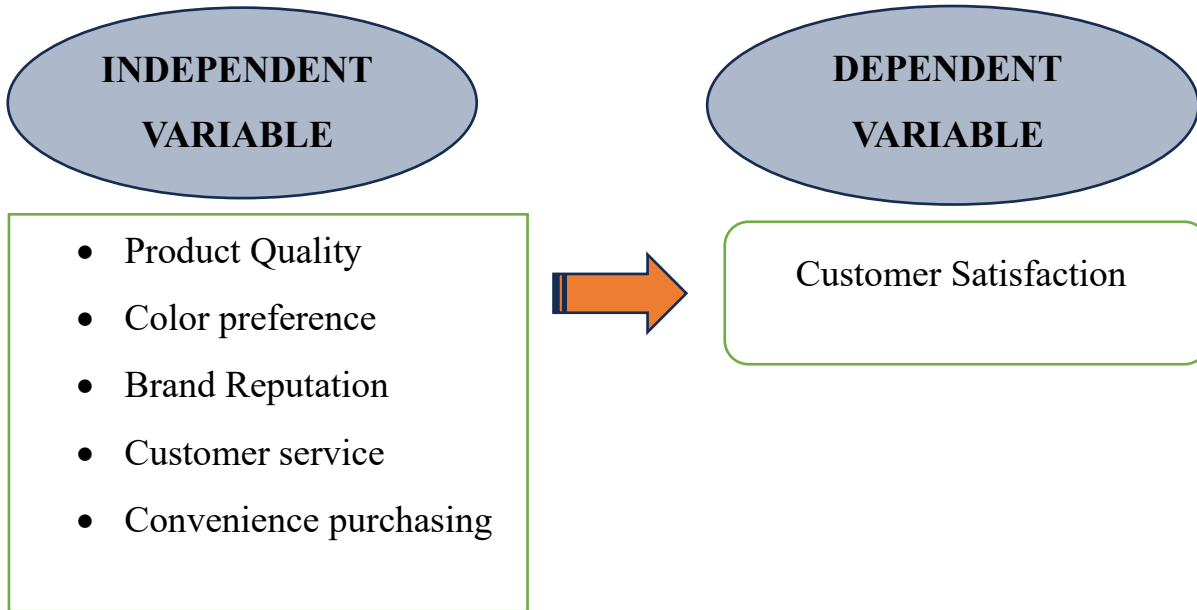 INDEPENDENT
VARIABLE
• Product Quality
• Color preference
• Brand Reputation
• Customer service
• Convenience purchasing
DEPENDENT
VARIABLE
Customer Satisfaction